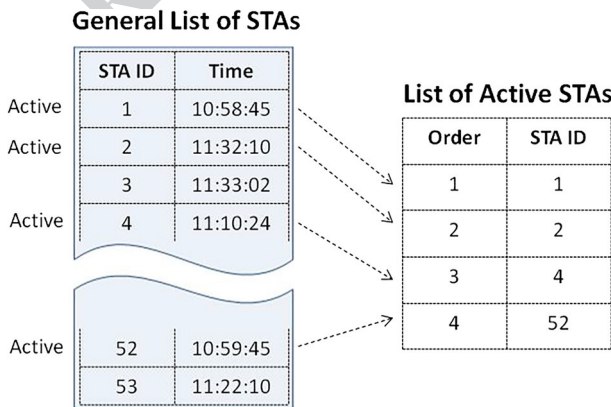 General List of STAs
STA ID Time
Active 1 10:58:45
Active 2 11:32:10
3 11:33:02
Active 4 11:10:24
Active 52 10:59:45
53 11:22:10
List of Active STAs
Order STA ID
1 1
2 2
3 4
4 52